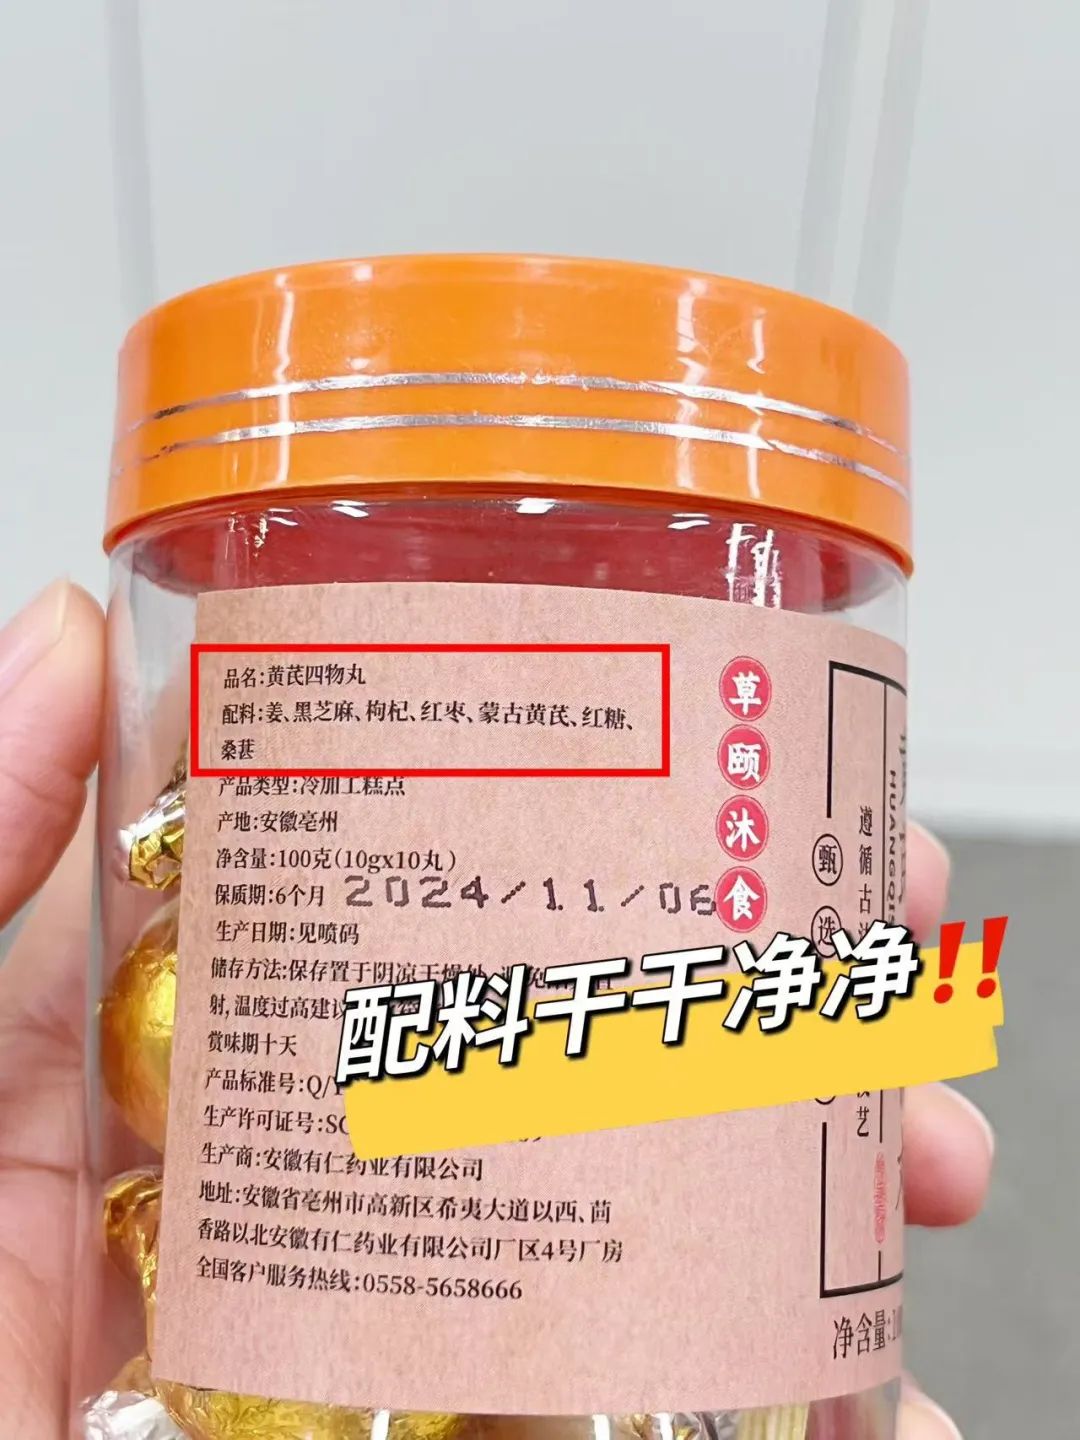 品名:黄芪四物丸
配料:姜、黑芝麻、枸杞、红枣、蒙古黄芪、红糖、
桑葚
产品类型:冷加工糕点
产地:安徽亳州
净含量:100克(10gx10丸)
保质期:6个月 2024/11/06
生产日期:见喷码
储存方法:保存置于阴凉干燥处
射,温度过高建议
赏味期十天
产品标准号:Q/
生产许可证号:SC
生产商:安徽有仁药业有限公司
地址:安徽省亳州市高新区希夷大道以西、茴
香路以北安徽有仁药业有限公司厂区4号厂房
全国客户服务热线:0558-5658666
草颐沐食
甄选
遵循古法
技艺
HUANGQIS
净含量:1
配料干干净净‼️